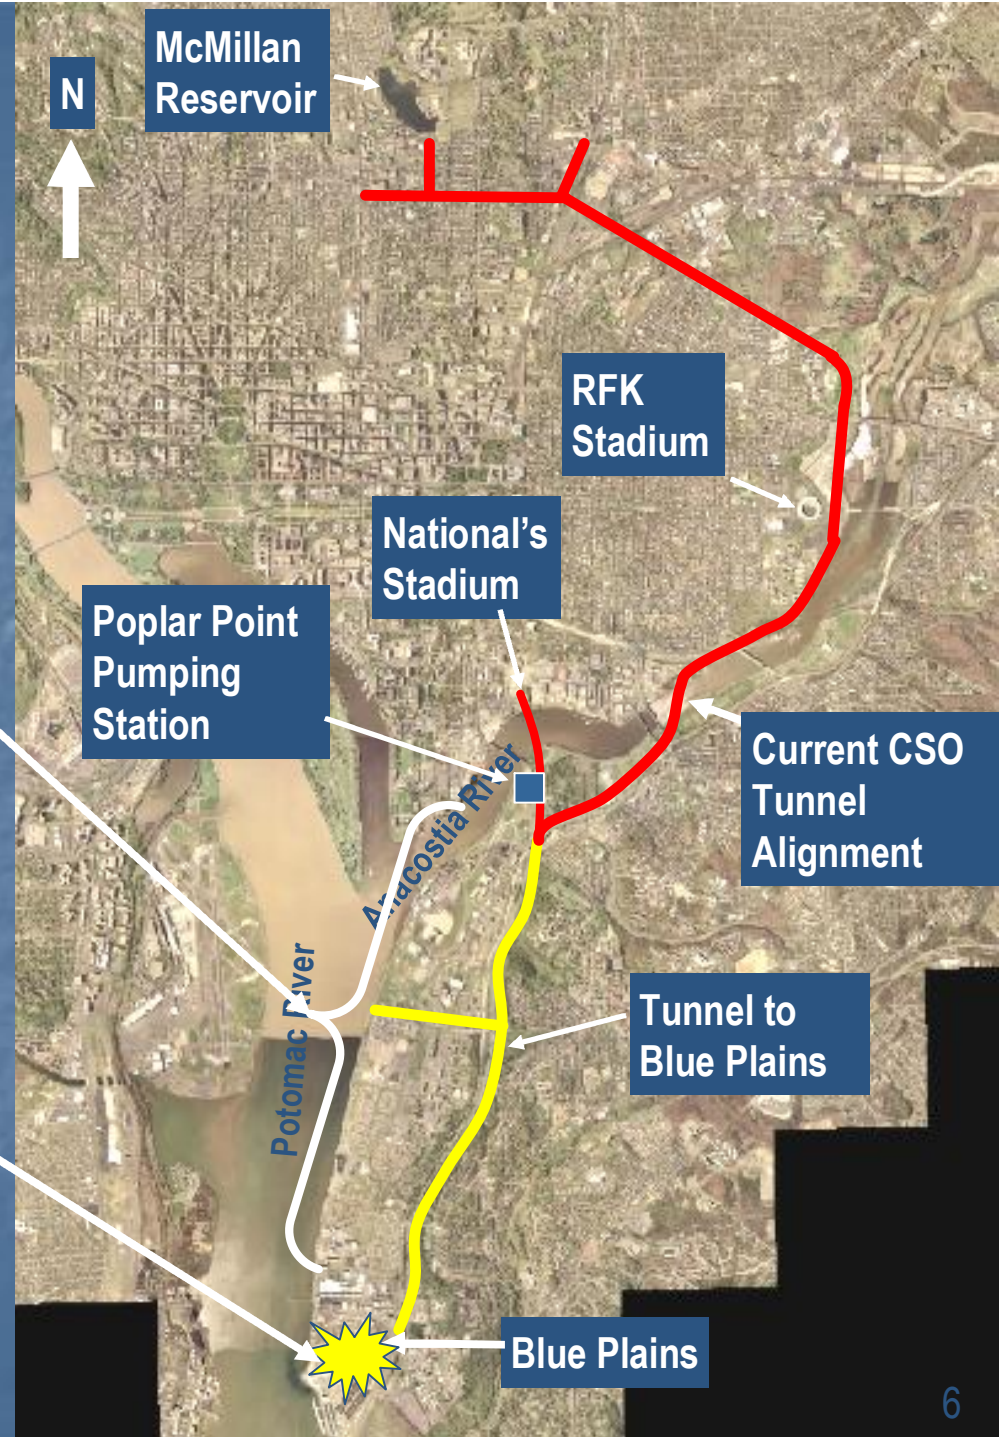 McMillan
Reservoir
N
RFK
Stadium
National's
Stadium
Poplar Point
Pumping
Station
Current CSO
Tunnel
Alignment
Anacostia River
Potomac River
Tunnel to
Blue Plains
Blue Plains
6